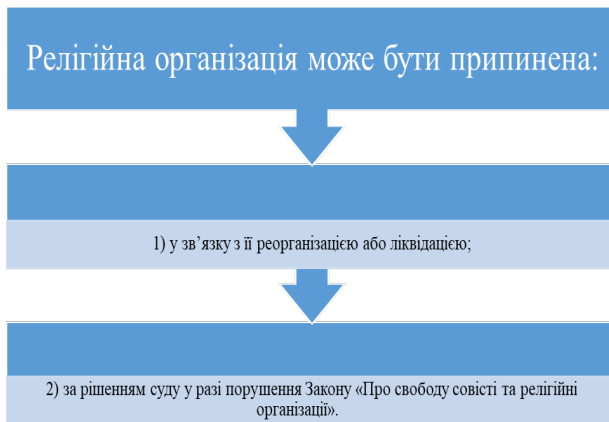 Релігійна організація може бути припинена:
1) у зв’язку з її реорганізацією або ліквідацією;
2) за рішенням суду у разі порушення Закону «Про свободу совісті та релігійні
організації».